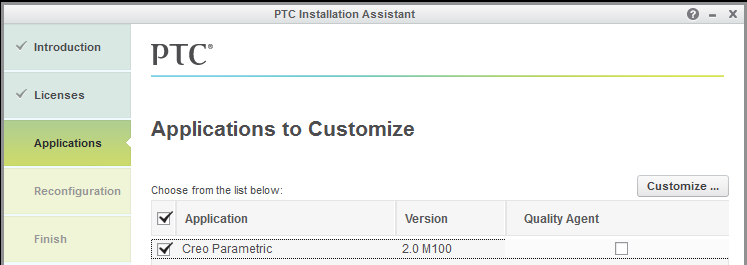 PTC Installation Assistant
Introduction
Licenses
Applications
Reconfiguration
Finish
PTC®
Applications to Customize
Choose from the list below:
Customize ...
Application Version Quality Agent
Creo Parametric 2.0 M100